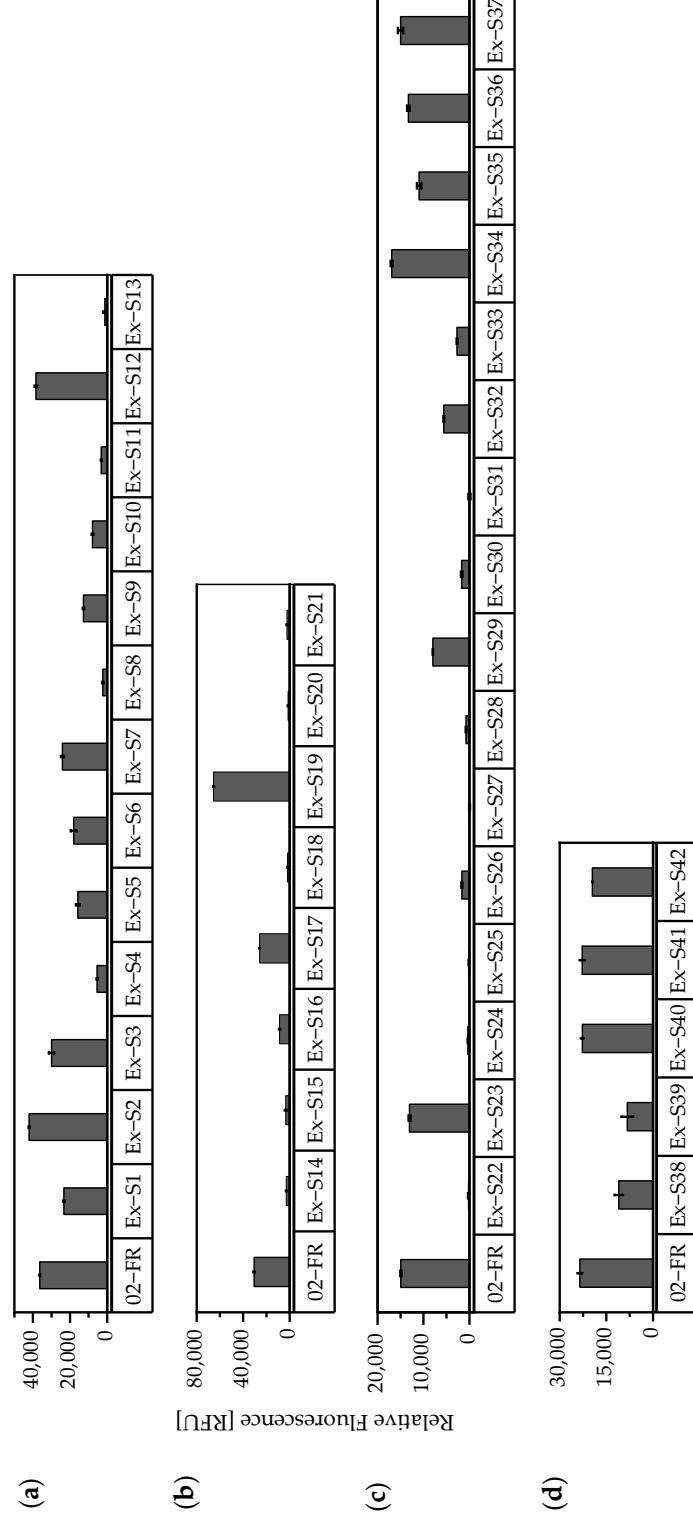 (a)
40,000
20,000
0
02–FR Ex–S1 Ex–S2 Ex–S3 Ex–S4 Ex–S5 Ex–S6 Ex–S7 Ex–S8 Ex–S9 Ex–S10 Ex–S11 Ex–S12 Ex–S13
Relative Fluorescence [RFU]
(b)
80,000
40,000
0
02–FR Ex–S14 Ex–S15 Ex–S16 Ex–S17 Ex–S18 Ex–S19 Ex–S20 Ex–S21
(c)
20,000
10,000
0
02–FR Ex–S22 Ex–S23 Ex–S24 Ex–S25 Ex–S26 Ex–S27 Ex–S28 Ex–S29 Ex–S30 Ex–S31 Ex–S32 Ex–S33 Ex–S34 Ex–S35 Ex–S36 Ex–S37
(d)
30,000
15,000
0
02–FR Ex–S38 Ex–S39 Ex–S40 Ex–S41 Ex–S42